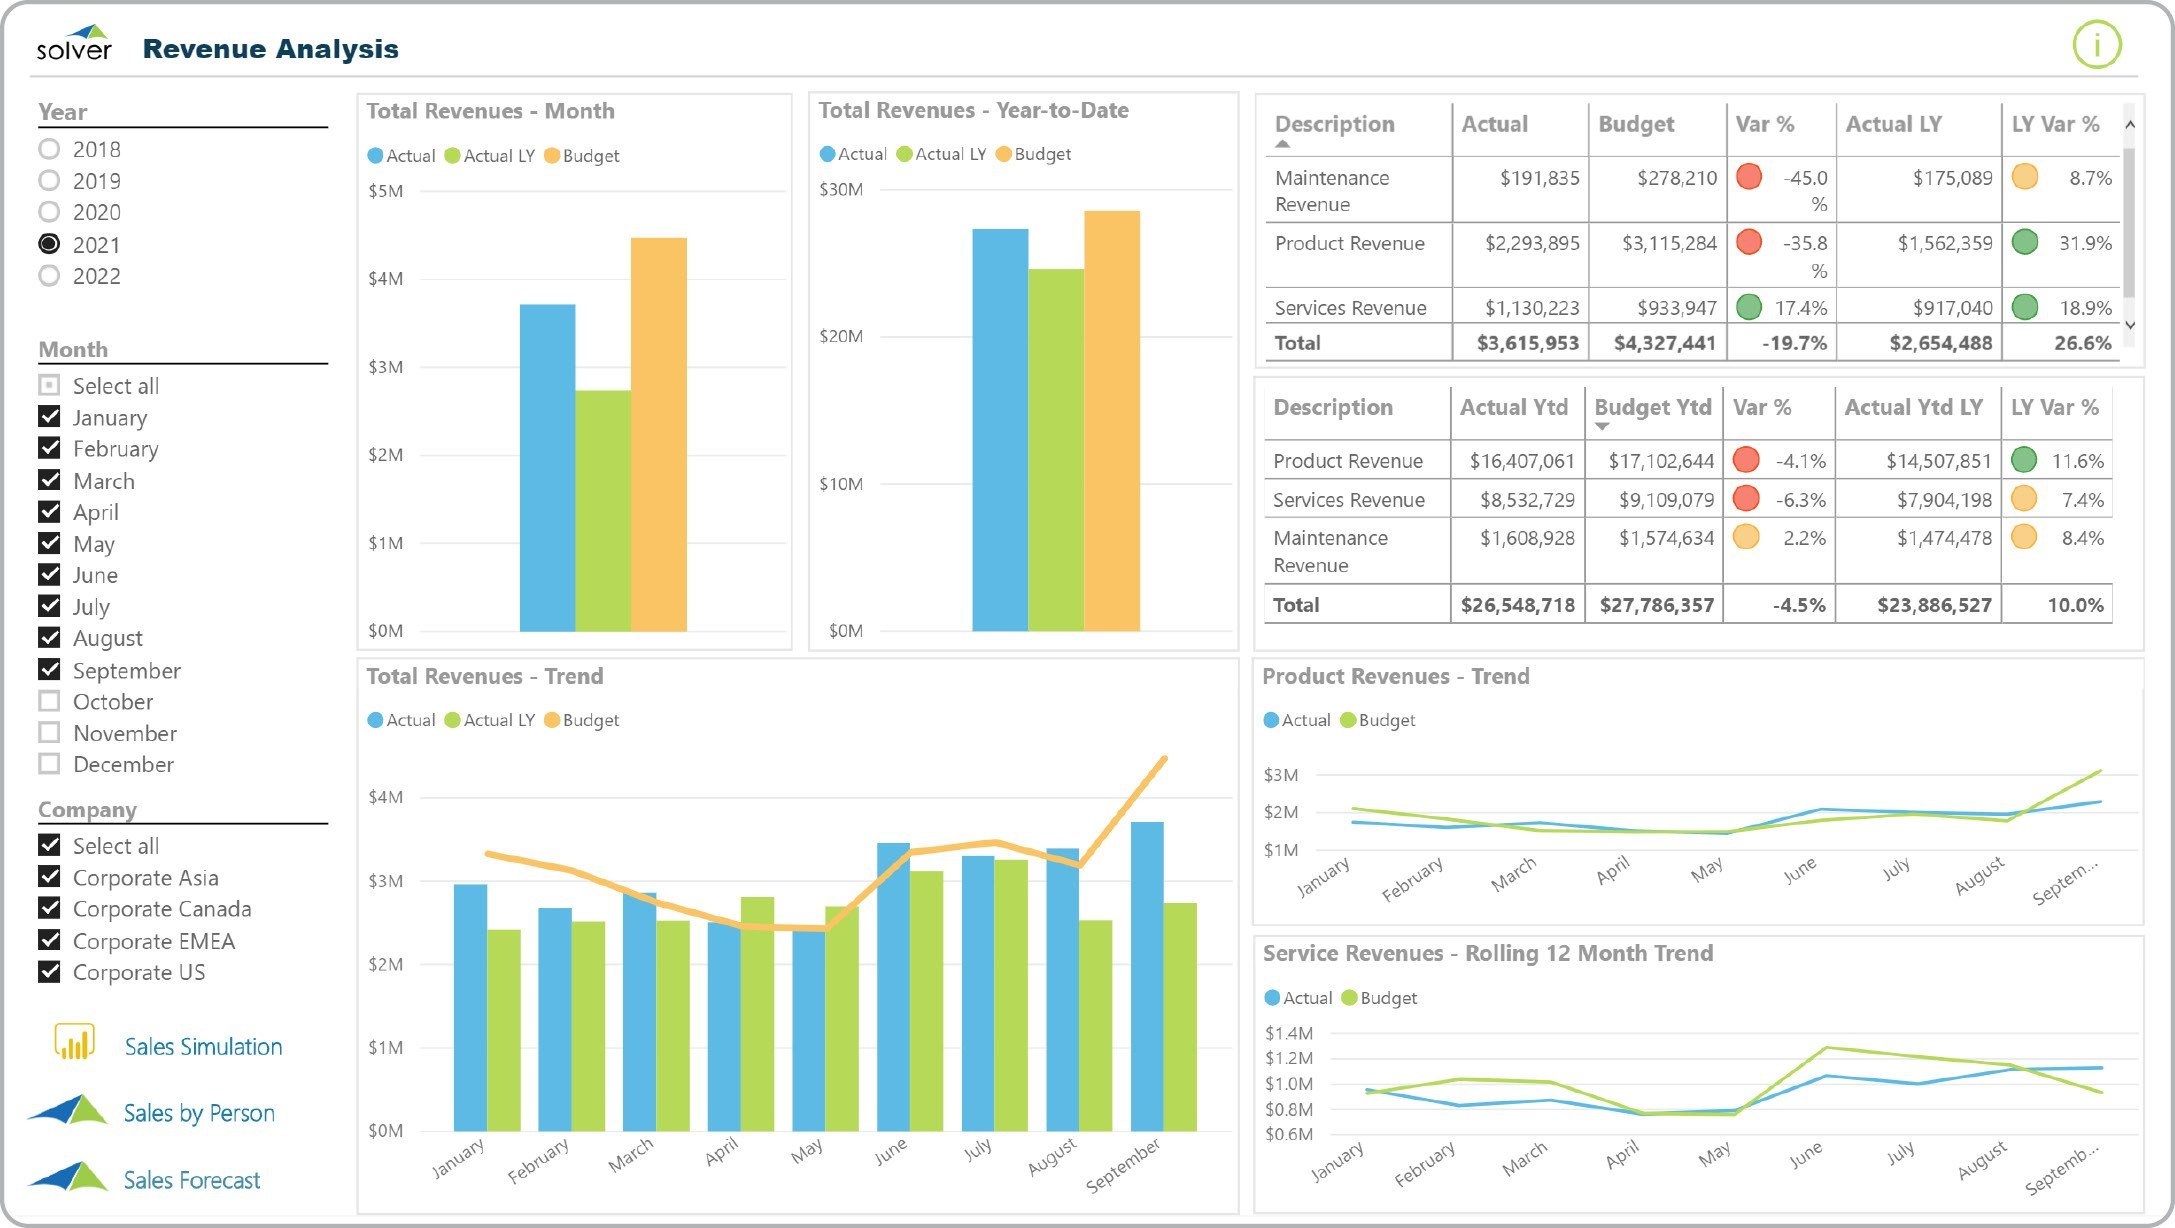 solver Revenue Analysis
i
Year
2018
2019
2020
2021
2022
Month
Select all
January
February
March
April
May
June
July
August
September
October
November
December
Company
Select all
Corporate Asia
Corporate Canada
Corporate EMEA
Corporate US
Sales Simulation
Sales by Person
Sales Forecast
Total Revenues - Month
Actual Actual LY Budget
$5M
$4M
$3M
$2M
$1M
$0M
Total Revenues - Year-to-Date
Actual Actual LY Budget
$30M
$20M
$10M
$0M
Description Actual Budget Var % Actual LY LY Var %
Maintenance $191,835 $278,210 -45.0 $175,089 8.7%
Revenue %
Product Revenue $2,293,895 $3,115,284 -35.8 $1,562,359 31.9%
%
Services Revenue $1,130,223 $933,947 17.4% $917,040 18.9%
Total $3,615,953 $4,327,441 -19.7% $2,654,488 26.6%
Description Actual Ytd Budget Ytd Var % Actual Ytd LY LY Var %
Product Revenue $16,407,061 $17,102,644 -4.1% $14,507,851 11.6%
Services Revenue $8,532,729 $9,109,079 -6.3% $7,904,198 7.4%
Maintenance $1,608,928 $1,574,634 2.2% $1,474,478 8.4%
Revenue
Total $26,548,718 $27,786,357 -4.5% $23,886,527 10.0%
Total Revenues - Trend
Actual Actual LY Budget
$4M
$3M
$2M
$1M
$0M
January February March April May June July August September
Product Revenues - Trend
Actual Budget
$3M
$2M
$1M
January February March April May June July August Septem...
Service Revenues - Rolling 12 Month Trend
Actual Budget
$1.4M
$1.2M
$1.0M
$0.8M
$0.6M
January February March April May June July August Septemb...